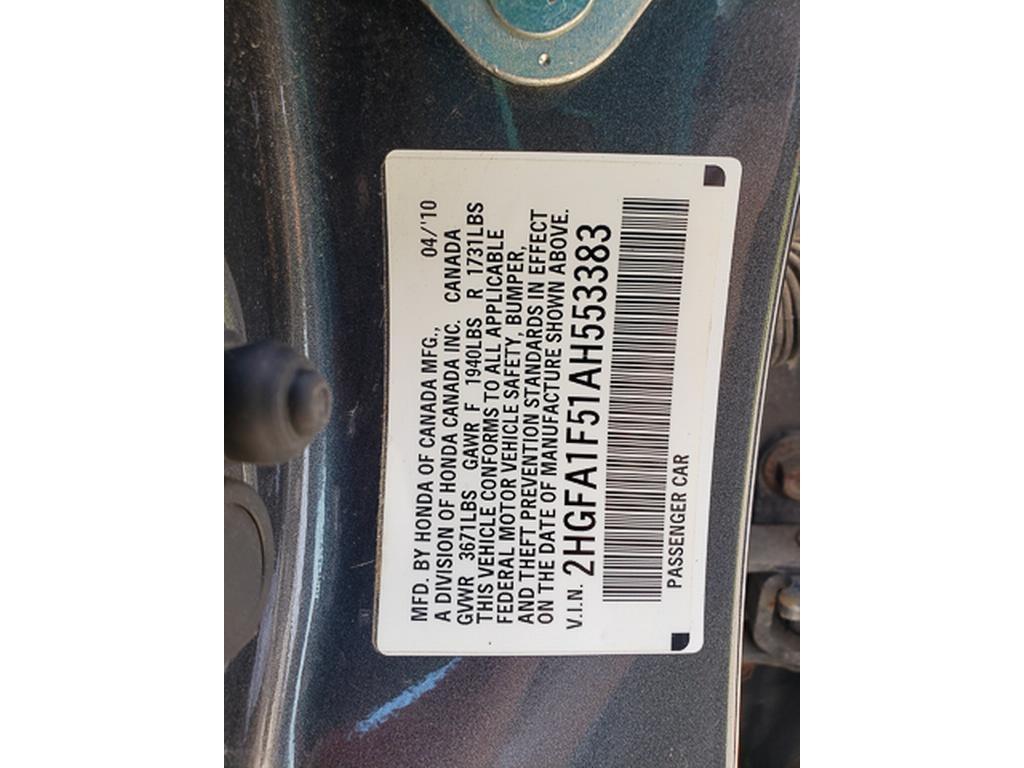 MFD. BY HONDA OF CANADA MFG., 04/'10
A DIVISION OF HONDA CANADA INC. CANADA
GVWR 3671LBS GAWR F 1940LBS R 1731LBS
THIS VEHICLE CONFORMS TO ALL APPLICABLE
FEDERAL MOTOR VEHICLE SAFETY, BUMPER,
AND THEFT PREVENTION STANDARDS IN EFFECT
ON THE DATE OF MANUFACTURE SHOWN ABOVE.
V.I.N. 2HGFA1F51AH553383
PASSENGER CAR